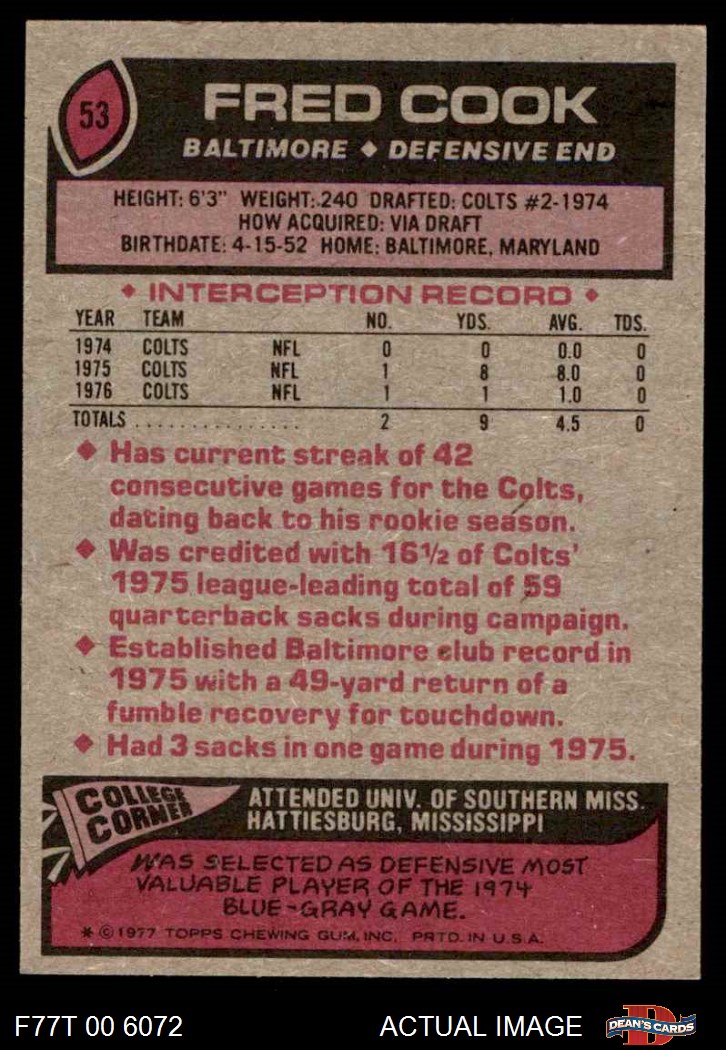 53
FRED COOK
BALTIMORE ◆ DEFENSIVE END
HEIGHT: 6'3" WEIGHT: 240 DRAFTED: COLTS #2-1974
HOW ACQUIRED: VIA DRAFT
BIRTHDATE: 4-15-52 HOME: BALTIMORE, MARYLAND
◆ INTERCEPTION RECORD ◆
YEAR TEAM NO. YDS. AVG. TDS.
1974 COLTS NFL 0 0 0.0 0
1975 COLTS NFL 1 8 8.0 0
1976 COLTS NFL 1 1 1.0 0
TOTALS . . . . . . . . . . . . . . . 2 9 4.5 0
◆ Has current streak of 42
consecutive games for the Colts,
dating back to his rookie season.
◆ Was credited with 16½ of Colts'
1975 league-leading total of 59
quarterback sacks during campaign.
◆ Established Baltimore club record in
1975 with a 49-yard return of a
fumble recovery for touchdown.
◆ Had 3 sacks in one game during 1975.
COLLEGE
CORNER
ATTENDED UNIV. OF SOUTHERN MISS.
HATTIESBURG, MISSISSIPPI
WAS SELECTED AS DEFENSIVE MOST
VALUABLE PLAYER OF THE 1974
BLUE-GRAY GAME.
* © 1977 TOPPS CHEWING GUM, INC. PRTD. IN U.S.A.
F77T 00 6072 ACTUAL IMAGE
D
DEAN'S CARDS